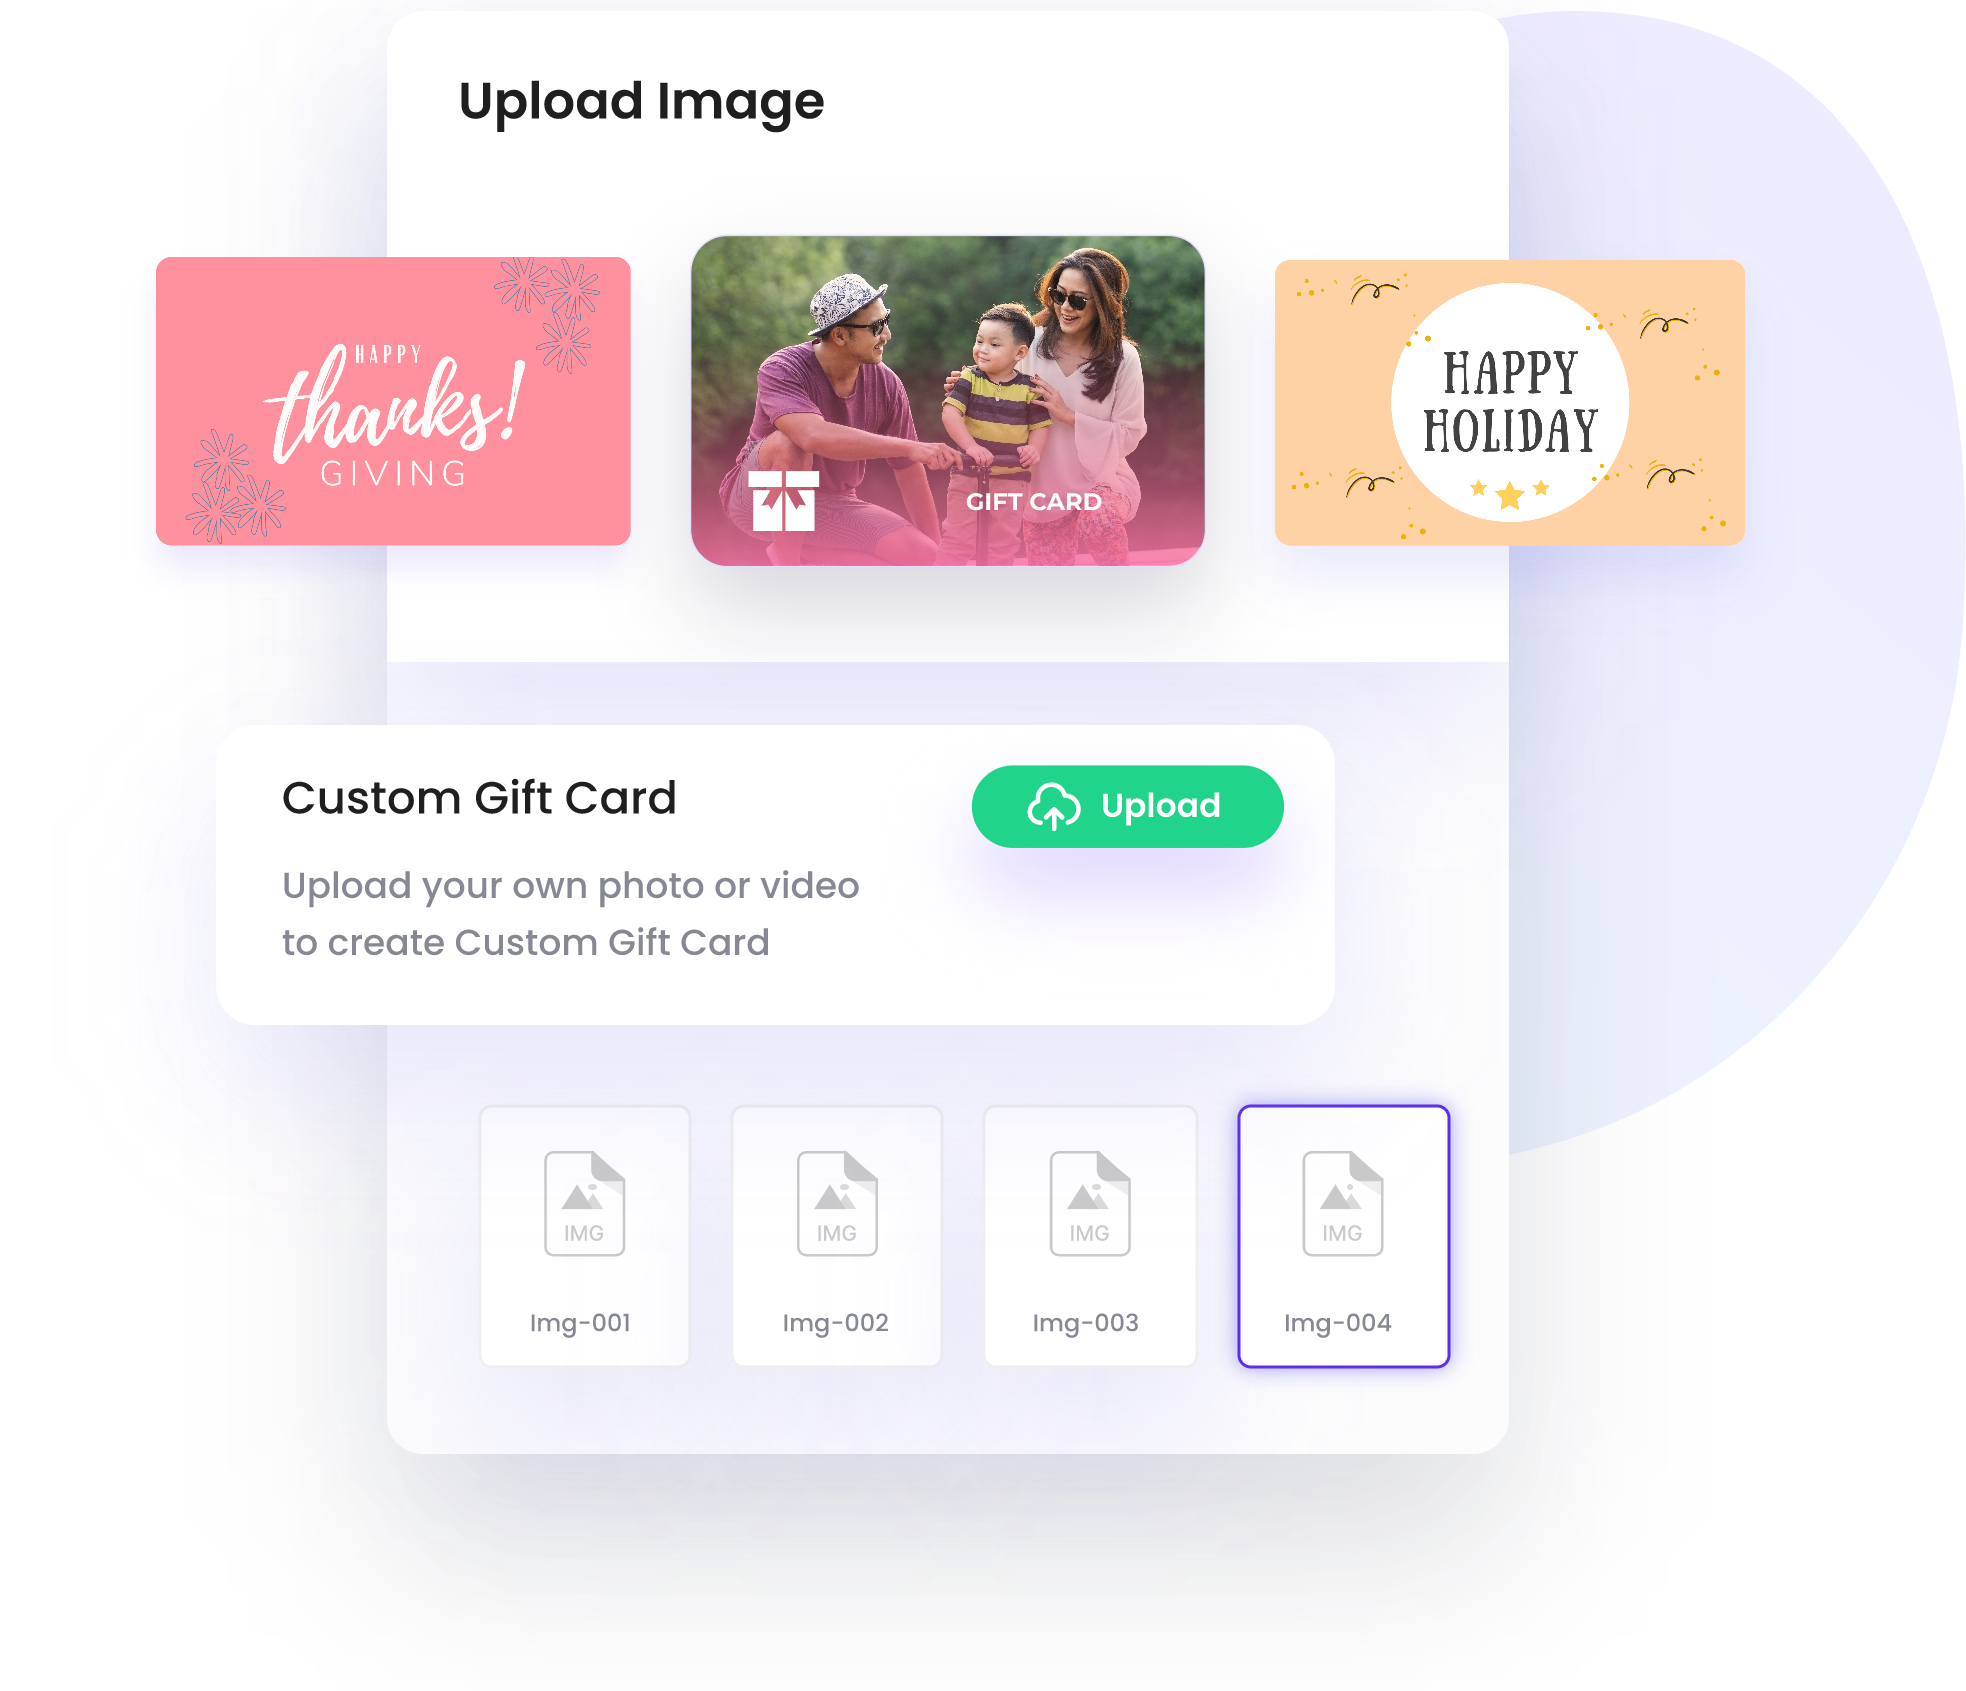 Upload Image
HAPPY
thanks!
GIVING
GIFT CARD
HAPPY
HOLIDAY
Custom Gift Card
Upload
Upload your own photo or video
to create Custom Gift Card
IMG
IMG
IMG
IMG
Img-001
Img-002
Img-003
Img-004